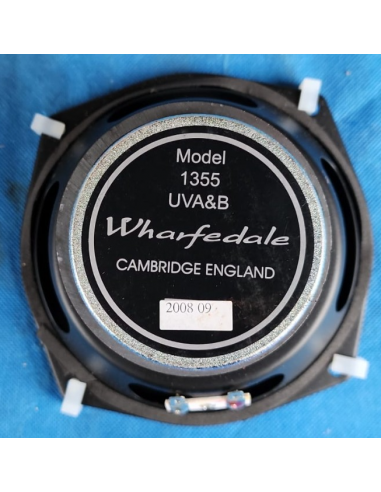 Model
1355
UVA&B
Wharfedale
CAMBRIDGE ENGLAND
2008 09